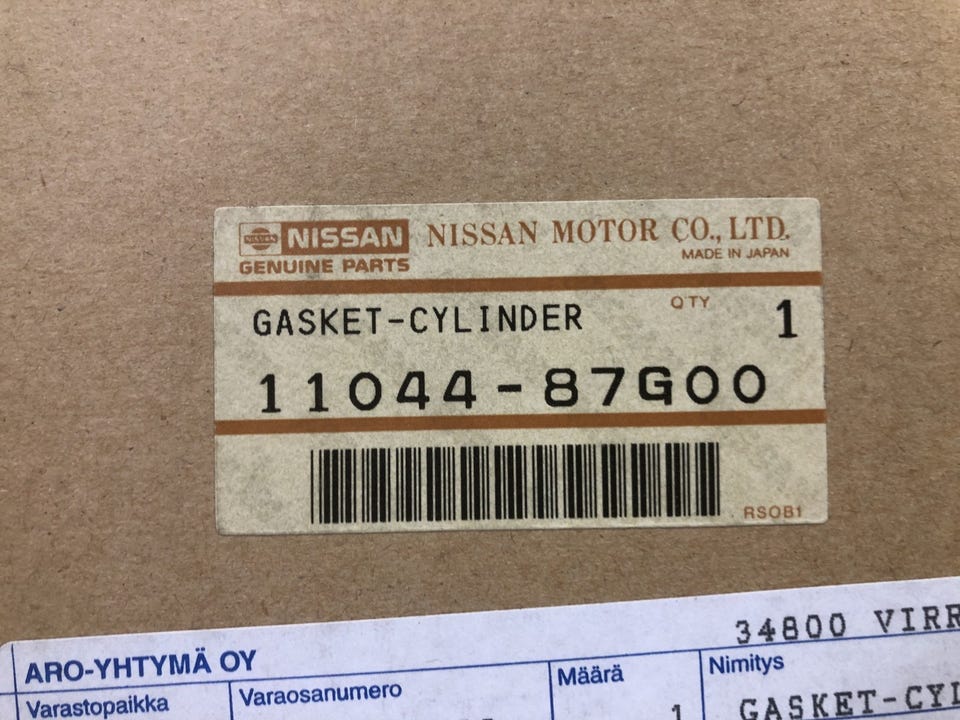 NISSAN NISSAN MOTOR CO., LTD.
GENUINE PARTS MADE IN JAPAN
GASKET-CYLINDER QTY 1
11044-87G00
RSOB1
34800 VIRR
ARO-YHTYMÄ OY
Varastopaikka Varaosanumero Määrä Nimitys
1 GASKET-CYL